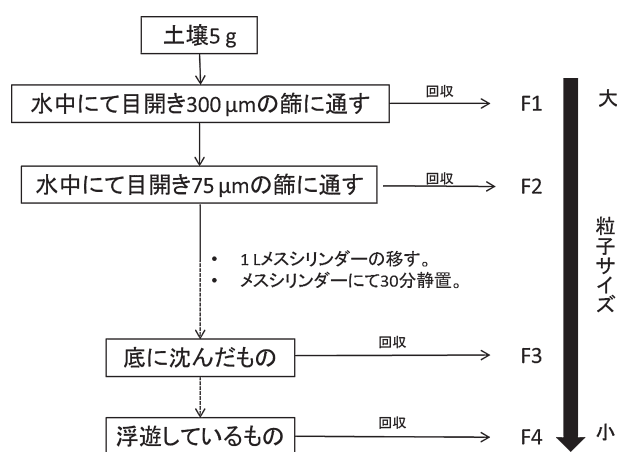 土壌5 g
水中にて目開き300 μmの篩に通す
回収
F1
大
水中にて目開き75 μmの篩に通す
回収
F2
粒子サイズ
• 1 Lメスシリンダーの移す。
• メスシリンダーにて30分静置。
底に沈んだもの
回収
F3
浮遊しているもの
回収
F4
小